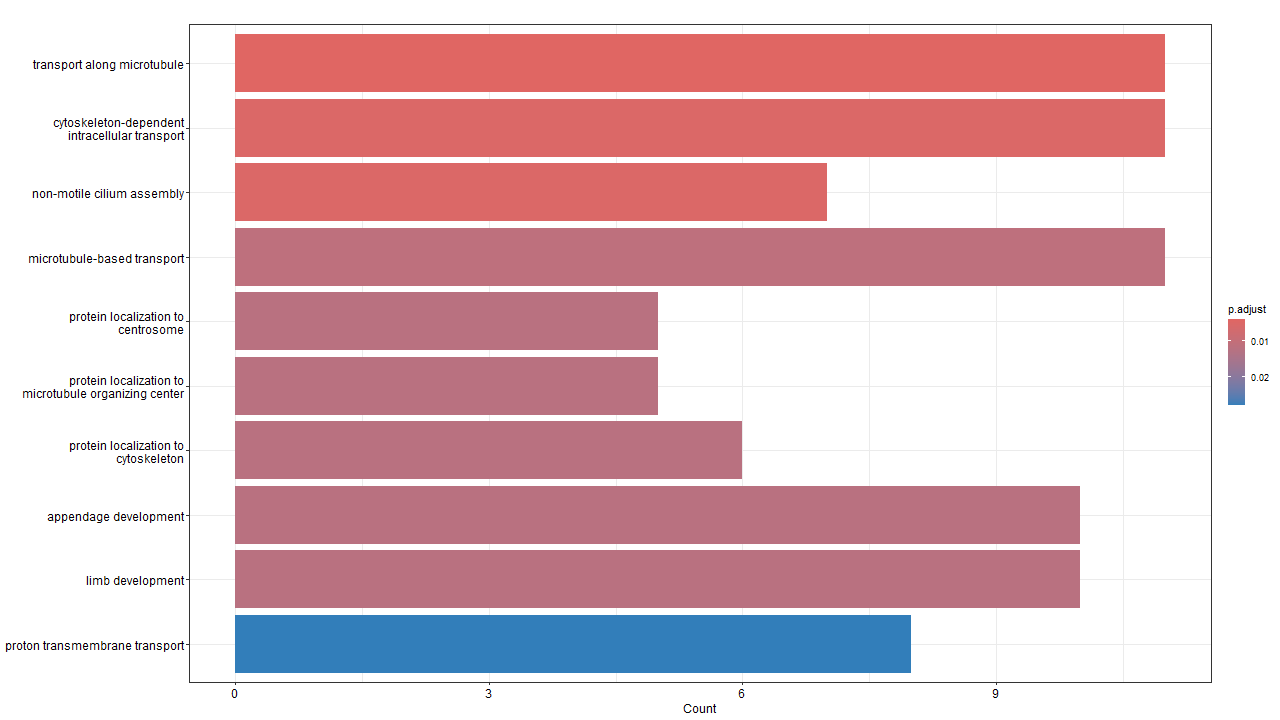 transport along microtubule
cytoskeleton-dependent
intracellular transport
non-motile cilium assembly
microtubule-based transport
protein localization to
centrosome
protein localization to
microtubule organizing center
protein localization to
cytoskeleton
appendage development
limb development
proton transmembrane transport
0
3
6
9
Count
p.adjust
0.01
0.02